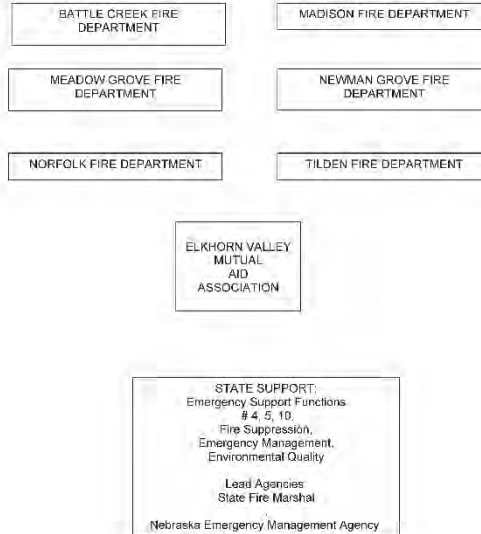 BATTLE CREEK FIRE
DEPARTMENT
MADISON FIRE DEPARTMENT
MEADOW GROVE FIRE
DEPARTMENT
NEWMAN GROVE FIRE
DEPARTMENT
NORFOLK FIRE DEPARTMENT
TILDEN FIRE DEPARTMENT
ELKHORN VALLEY
MUTUAL
AID
ASSOCIATION
STATE SUPPORT:
Emergency Support Functions
# 4, 5, 10,
Fire Suppression,
Emergency Management,
Environmental Quality
Lead Agencies
State Fire Marshal
Nebraska Emergency Management Agency